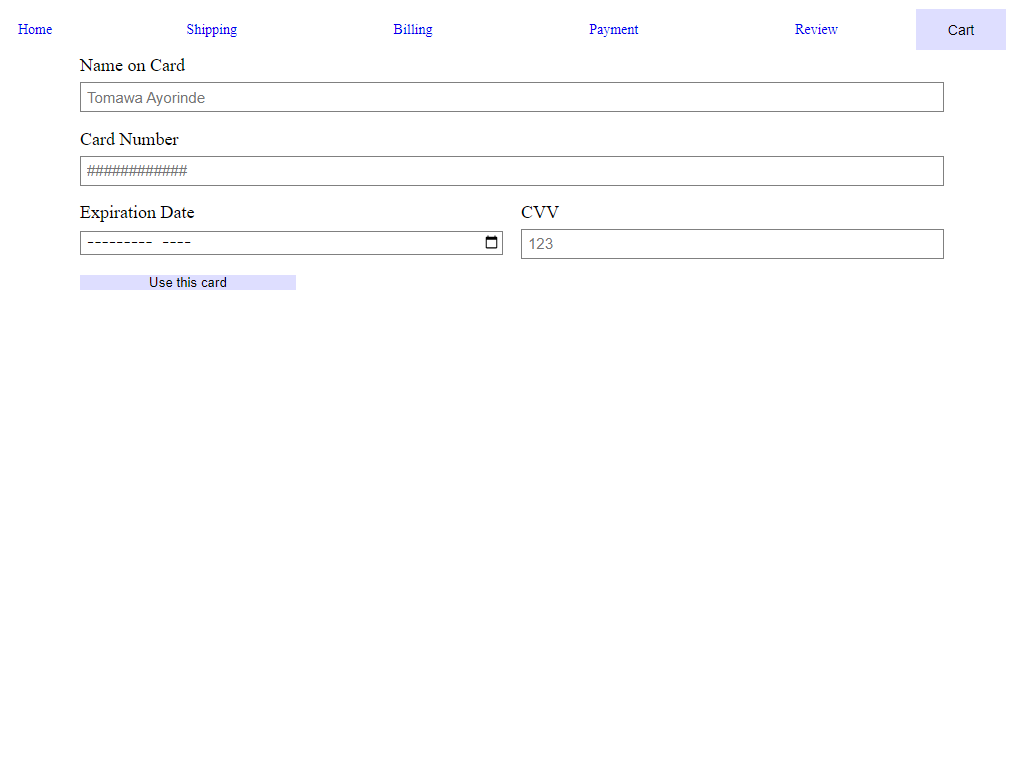 Home Shipping Billing Payment Review Cart
Name on Card
Tomawa Ayorinde
Card Number
############
Expiration Date CVV
--------- ---- 123
Use this card